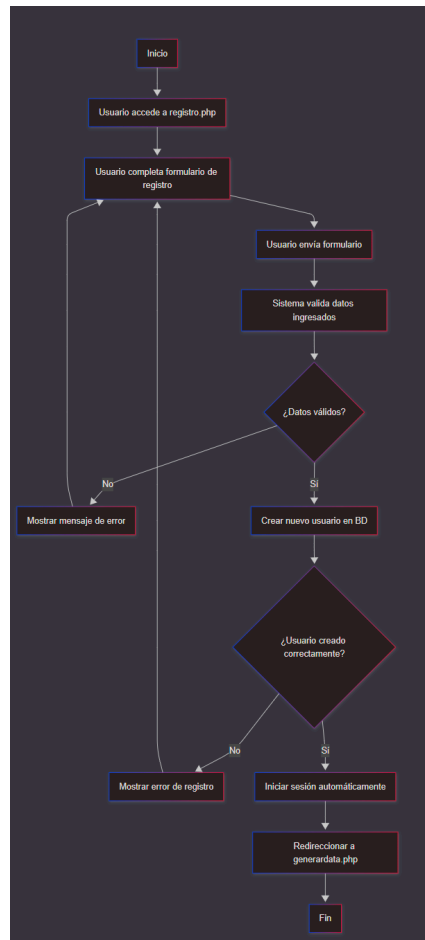 Inicio
Usuario accede a registro.php
Usuario completa formulario de
registro
Usuario envía formulario
Sistema valida datos
ingresados
¿Datos válidos?
No
Sí
Mostrar mensaje de error
Crear nuevo usuario en BD
¿Usuario creado
correctamente?
No
Sí
Mostrar error de registro
Iniciar sesión automáticamente
Redireccionar a
generardata.php
Fin